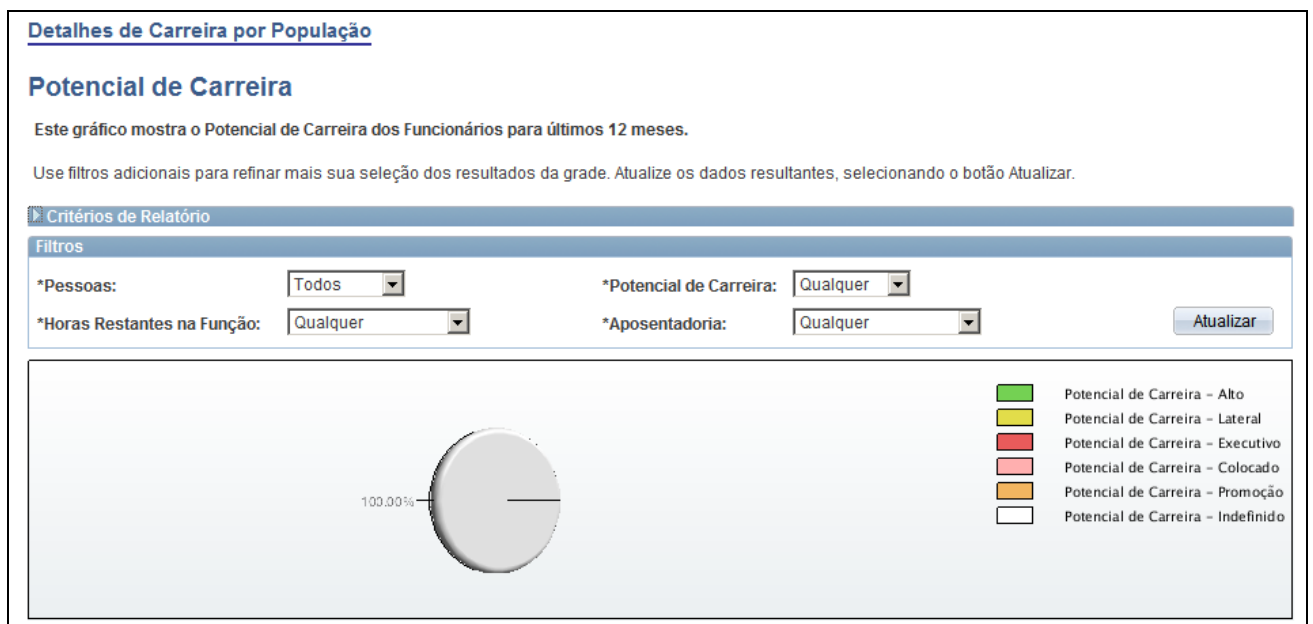 Detalhes de Carreira por População
Potencial de Carreira
Este gráfico mostra o Potencial de Carreira dos Funcionários para últimos 12 meses.
Use filtros adicionais para refinar mais sua seleção dos resultados da grade. Atualize os dados resultantes, selecionando o botão Atualizar.
Critérios de Relatório
Filtros
*Pessoas: Todos *Potencial de Carreira: Qualquer
*Horas Restantes na Função: Qualquer *Aposentadoria: Qualquer Atualizar
Potencial de Carreira - Alto
Potencial de Carreira - Lateral
Potencial de Carreira - Executivo
Potencial de Carreira - Colocado
Potencial de Carreira - Promoção
Potencial de Carreira - Indefinido
100.00%